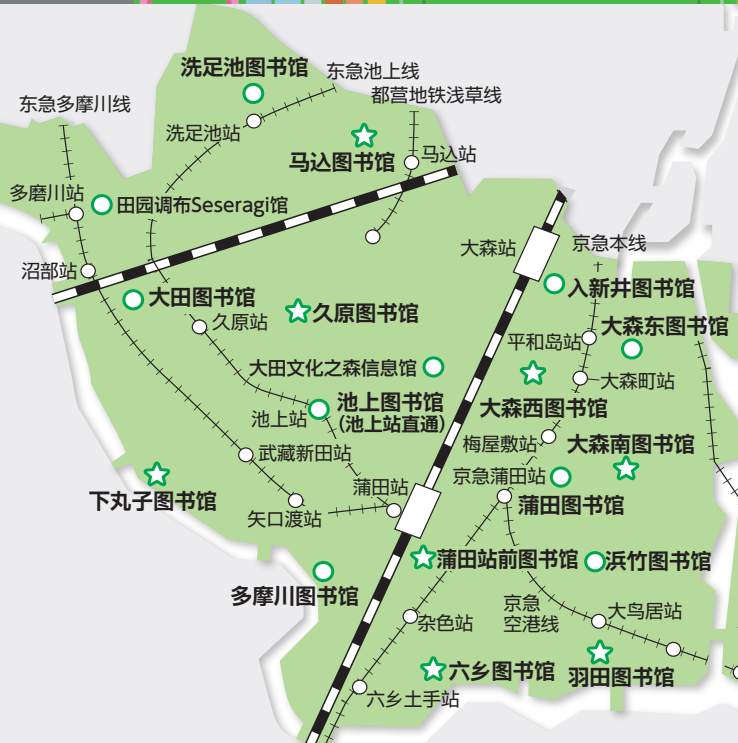 洗足池图书馆
东急池上线
都营地铁浅草线
东急多摩川线
洗足池站
马込图书馆
马込站
多磨川站
田园调布Seseragi馆
大森站
京急本线
沼部站
大田图书馆
入新井图书馆
久原站
久原图书馆
大森东图书馆
平和岛站
大田文化之森信息馆
大森町站
池上图书馆
(池上站直通)
池上站
大森西图书馆
梅屋敷站
大森南图书馆
武藏新田站
京急蒲田站
蒲田站
下丸子图书馆
矢口渡站
蒲田图书馆
蒲田站前图书馆
浜竹图书馆
多摩川图书馆
京急
空港线
大鸟居站
杂色站
六乡图书馆
羽田图书馆
六乡土手站